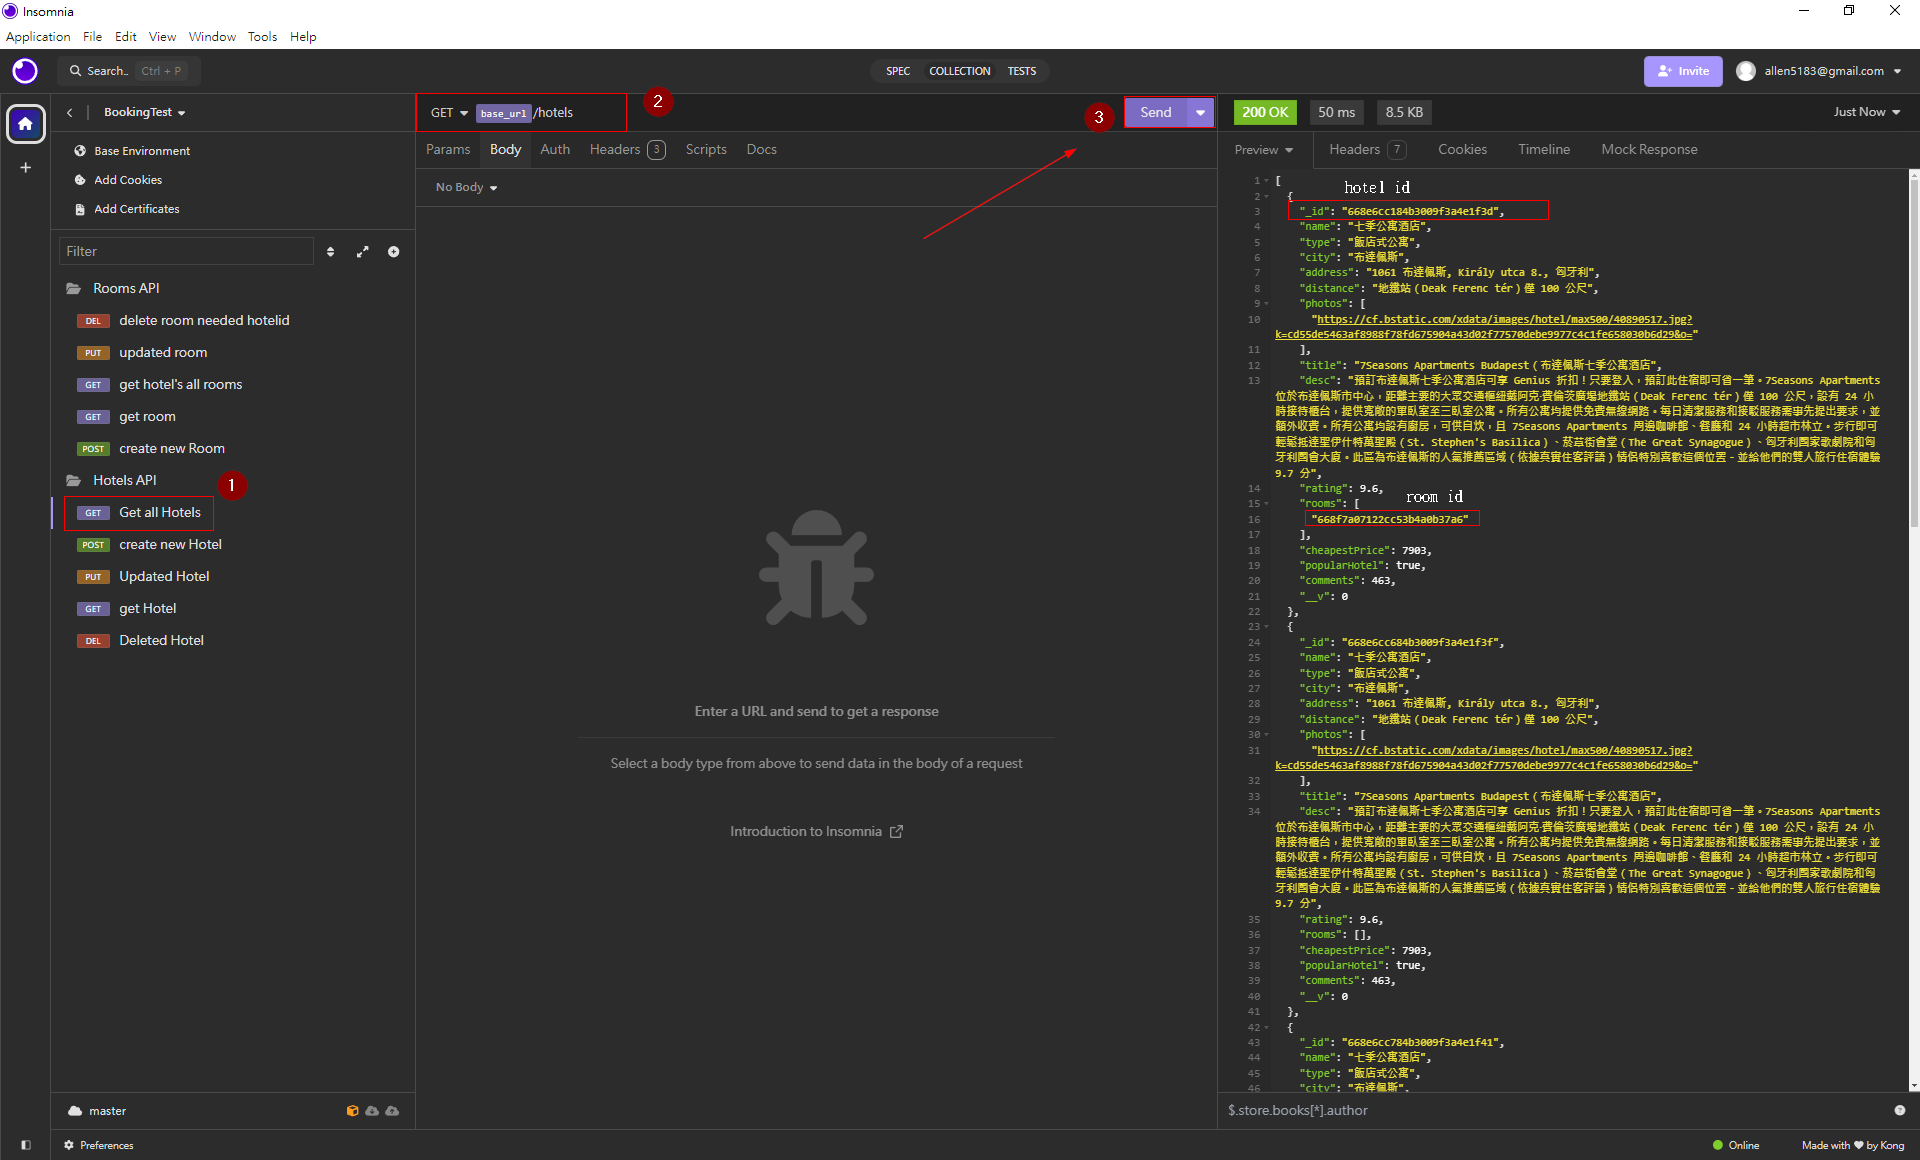 Insomnia
Application File Edit View Window Tools Help
Search.. Ctrl + P
SPEC COLLECTION TESTS
Invite
allen5183@gmail.com
BookingTest
Base Environment
Add Cookies
Add Certificates
Filter
Rooms API
DEL delete room needed hotelid
PUT updated room
GET get hotel's all rooms
GET get room
POST create new Room
Hotels API
1
GET Get all Hotels
POST create new Hotel
PUT Updated Hotel
GET get Hotel
DEL Deleted Hotel
master
Preferences
GET base_url/hotels
2
3
Send
Params Body Auth Headers 3 Scripts Docs
No Body
Enter a URL and send to get a response
Select a body type from above to send data in the body of a request
Introduction to Insomnia
200 OK 50 ms 8.5 KB
Just Now
Preview Headers 7 Cookies Timeline Mock Response
1 [
hotel id
2 {
3 "_id": "668e6cc184b3009f3a4e1f3d",
4 "name": "七季公寓酒店",
5 "type": "飯店式公寓",
6 "city": "布達佩斯",
7 "address": "1061 布達佩斯, Király utca 8., 匈牙利",
8 "distance": "地鐵站（Deak Ferenc tér）僅 100 公尺",
9 "photos": [
10 "https://cf.bstatic.com/xdata/images/hotel/max500/40890517.jpg?
k=cd55de5463af8988f78fd675904a43d02f77570debe9977c4c1fe658030b6d29&o="
11 ],
12 "title": "7Seasons Apartments Budapest（布達佩斯七季公寓酒店",
13 "desc": "預訂布達佩斯七季公寓酒店可享 Genius 折扣！只要登入，預訂此住宿即可省一筆。7Seasons Apartments
位於布達佩斯市中心，距離主要的大眾交通樞紐戴阿克·費倫茨廣場地鐵站（Deak Ferenc tér）僅 100 公尺，設有 24 小
時接待櫃台，提供寬敞的單臥室至三臥室公寓。所有公寓均提供免費無線網路。每日清潔服務和接駁服務需事先提出要求，並
額外收費。所有公寓均設有廚房，可供自炊，且 7Seasons Apartments 周邊咖啡館、餐廳和 24 小時超市林立。步行即可
輕鬆抵達聖伊什特萬聖殿（St. Stephen's Basilica）、菸草街會堂（The Great Synagogue）、匈牙利國家歌劇院和匈
牙利國會大廈。此區為布達佩斯的人氣推薦區域（依據真實住客評語）情侶特別喜歡這個位置 - 並給他們的雙人旅行住宿體驗
9.7 分",
14 "rating": 9.6,
15 "rooms": [
room id
16 "668f7a07122cc53b4a0b37a6"
17 ],
18 "cheapestPrice": 7903,
19 "popularHotel": true,
20 "comments": 463,
21 "__v": 0
22 },
23 {
24 "_id": "668e6cc684b3009f3a4e1f3f",
25 "name": "七季公寓酒店",
26 "type": "飯店式公寓",
27 "city": "布達佩斯",
28 "address": "1061 布達佩斯, Király utca 8., 匈牙利",
29 "distance": "地鐵站（Deak Ferenc tér）僅 100 公尺",
30 "photos": [
31 "https://cf.bstatic.com/xdata/images/hotel/max500/40890517.jpg?
k=cd55de5463af8988f78fd675904a43d02f77570debe9977c4c1fe658030b6d29&o="
32 ],
33 "title": "7Seasons Apartments Budapest（布達佩斯七季公寓酒店",
34 "desc": "預訂布達佩斯七季公寓酒店可享 Genius 折扣！只要登入，預訂此住宿即可省一筆。7Seasons Apartments
位於布達佩斯市中心，距離主要的大眾交通樞紐戴阿克·費倫茨廣場地鐵站（Deak Ferenc tér）僅 100 公尺，設有 24 小
時接待櫃台，提供寬敞的單臥室至三臥室公寓。所有公寓均提供免費無線網路。每日清潔服務和接駁服務需事先提出要求，並
額外收費。所有公寓均設有廚房，可供自炊，且 7Seasons Apartments 周邊咖啡館、餐廳和 24 小時超市林立。步行即可
輕鬆抵達聖伊什特萬聖殿（St. Stephen's Basilica）、菸草街會堂（The Great Synagogue）、匈牙利國家歌劇院和匈
牙利國會大廈。此區為布達佩斯的人氣推薦區域（依據真實住客評語）情侶特別喜歡這個位置 - 並給他們的雙人旅行住宿體驗
9.7 分",
35 "rating": 9.6,
36 "rooms": [],
37 "cheapestPrice": 7903,
38 "popularHotel": true,
39 "comments": 463,
40 "__v": 0
41 },
42 {
43 "_id": "668e6cc784b3009f3a4e1f41",
44 "name": "七季公寓酒店",
45 "type": "飯店式公寓",
46 "city": "布達佩斯",
$.store.books[*].author
Online
Made with ♥ by Kong